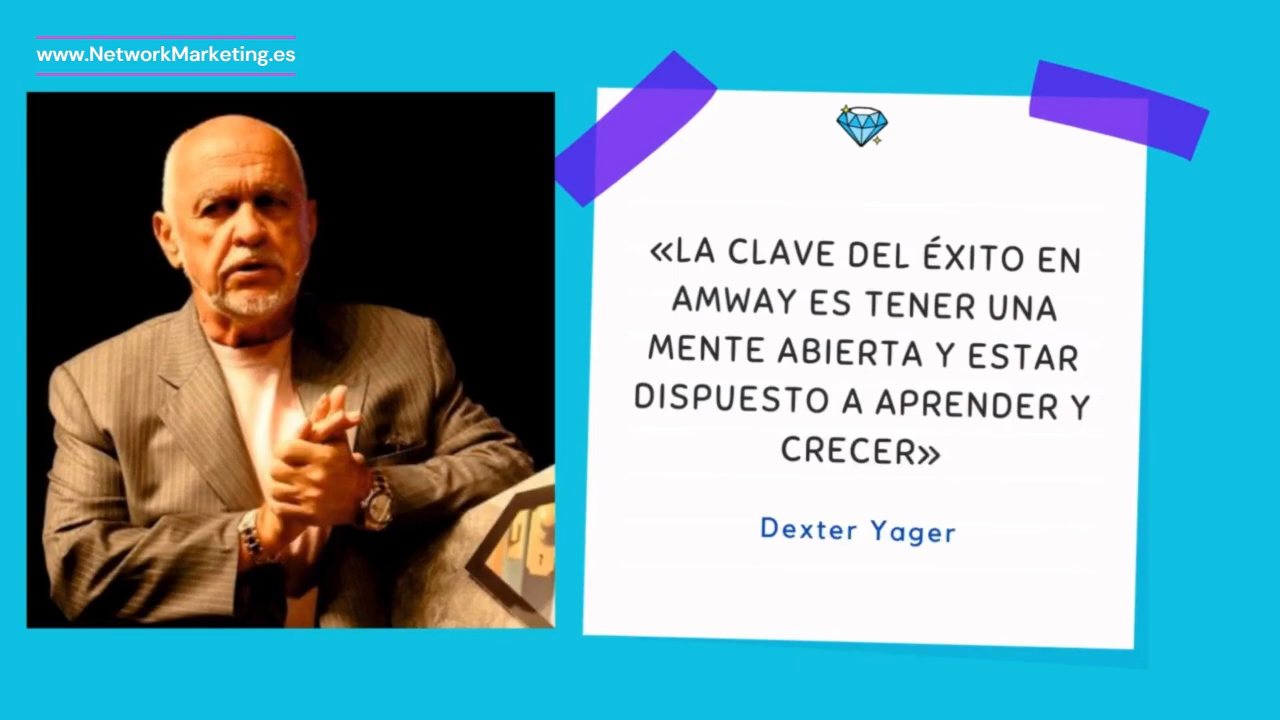 www.NetworkMarketing.es
«LA CLAVE DEL ÉXITO EN
AMWAY ES TENER UNA
MENTE ABIERTA Y ESTAR
DISPUESTO A APRENDER Y
CRECER»
Dexter Yager